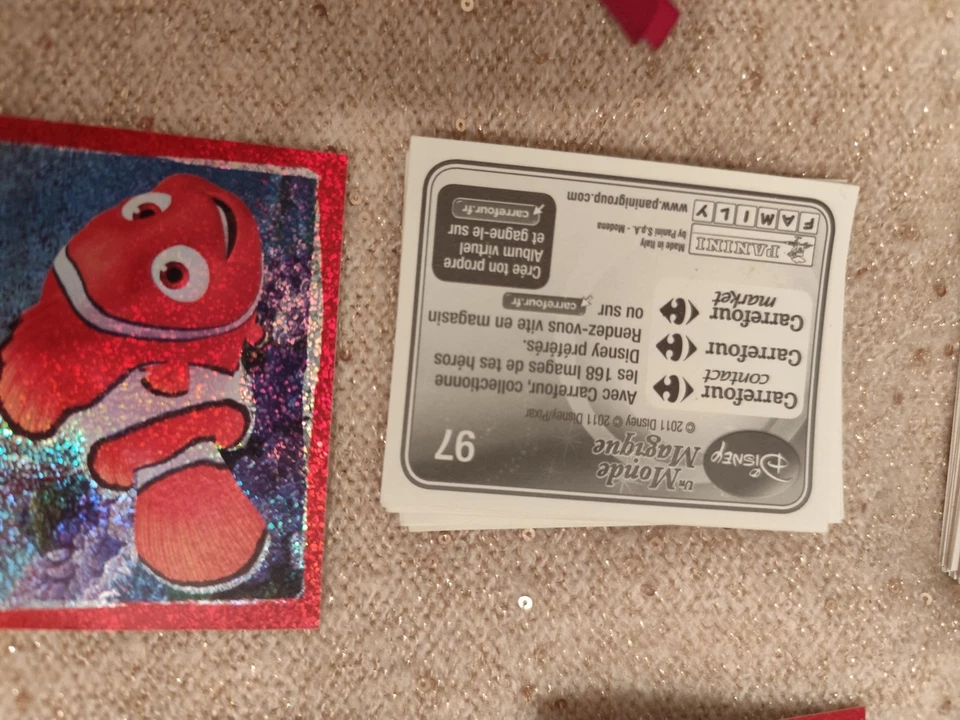 DISNEY
Un Monde
Magique
97
© 2011 Disney © 2011 Disney/Pixar
Carrefour
contact
Carrefour
Carrefour
market
Avec Carrefour, collectionne
les 168 Images de tes héros
Disney préférés.
Rendez-vous vite en magasin
ou sur carrefour.fr
PANINI
FAMILY
Made in Italy
by Panini S.p.A. - Modena
www.paninigroup.com
Crée ton propre
Album virtuel
et gagne-le sur
carrefour.fr